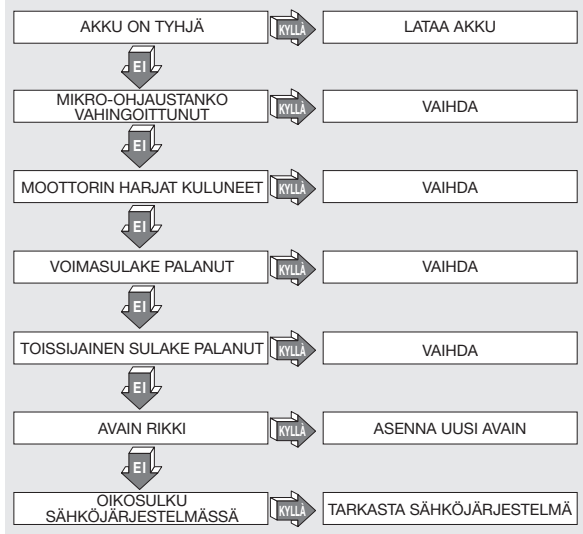 AKKU ON TYHJÄ
KYLLÄ
LATAA AKKU
EI
MIKRO-OHJAUSTANKO
VAHINGOITTUNUT
KYLLÄ
VAIHDA
EI
MOOTTORIN HARJAT KULUNEET
KYLLÄ
VAIHDA
EI
VOIMASULAKE PALANUT
KYLLÄ
VAIHDA
EI
TOISSIJAINEN SULAKE PALANUT
KYLLÄ
VAIHDA
EI
AVAIN RIKKI
KYLLÄ
ASENNA UUSI AVAIN
EI
OIKOSULKU
SÄHKÖJÄRJESTELMÄSSÄ
KYLLÄ
TARKASTA SÄHKÖJÄRJESTELMÄ